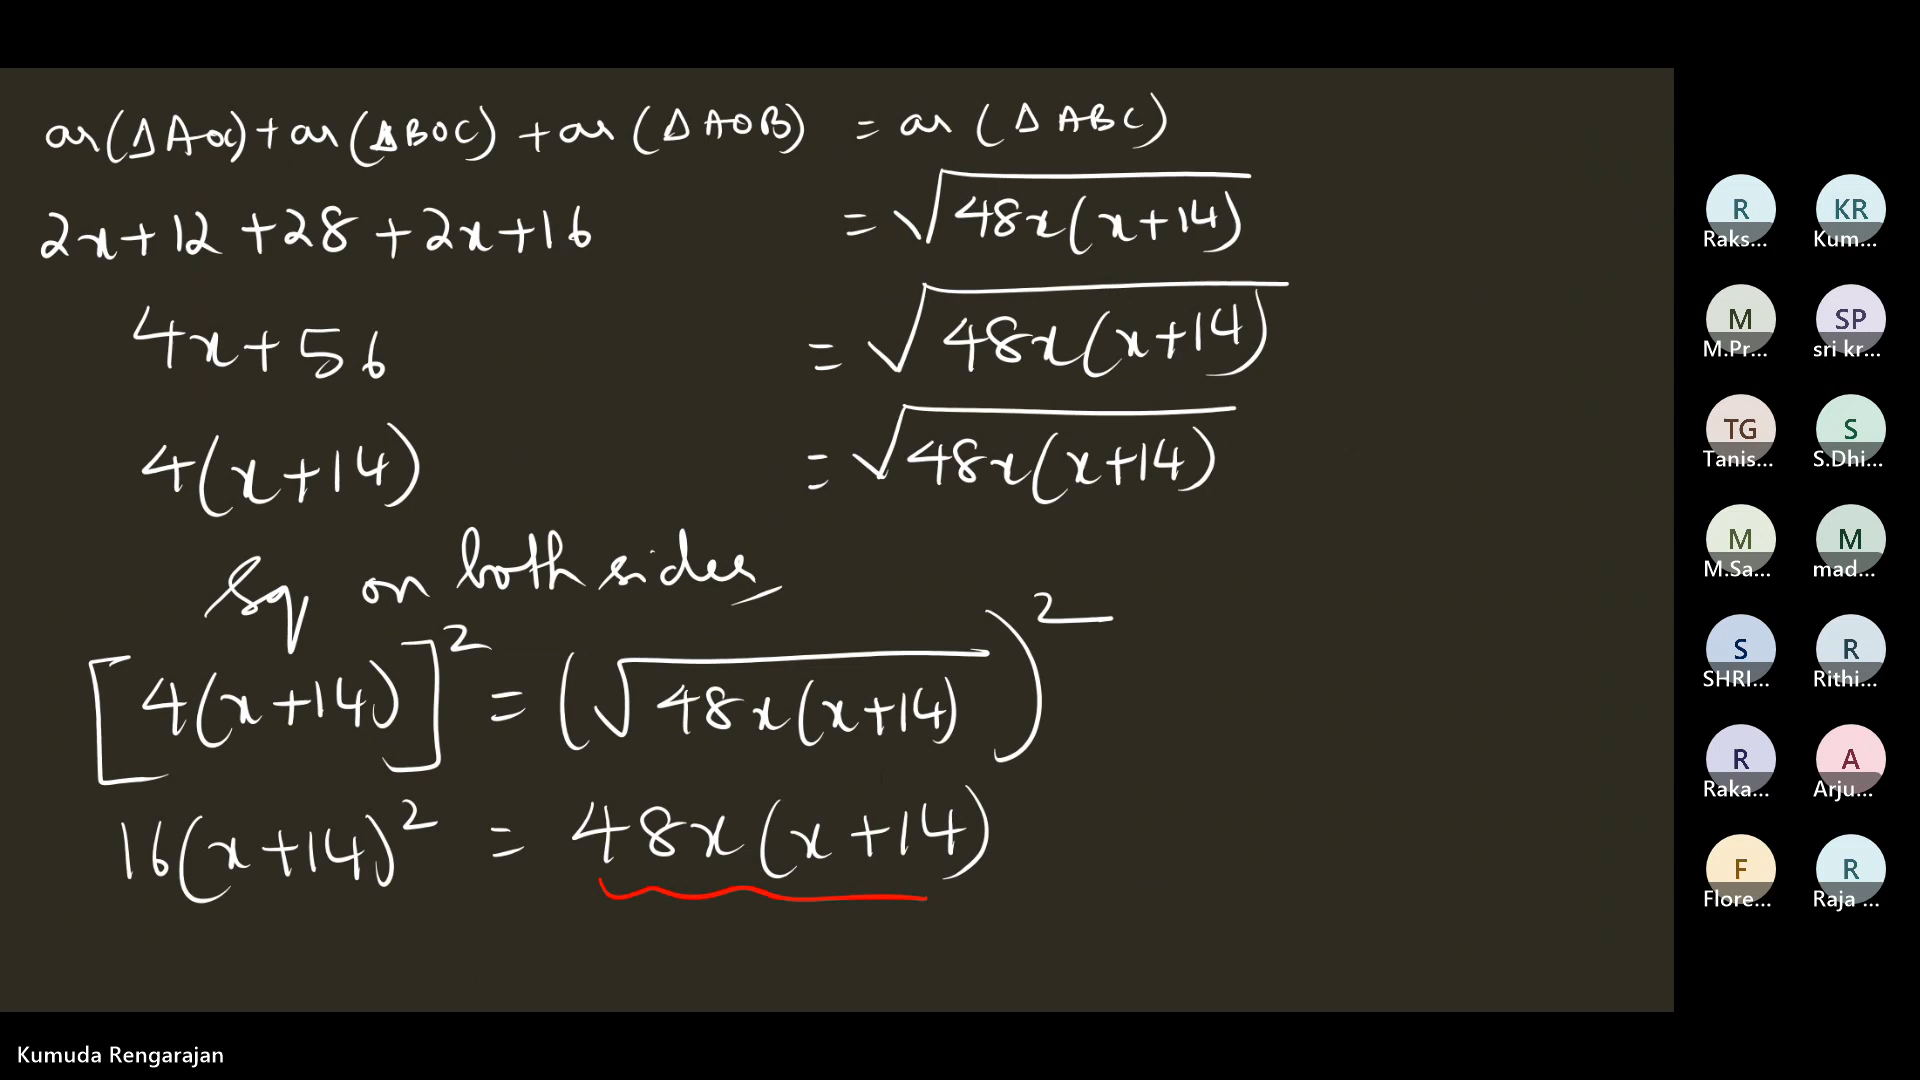 ar(ΔAOC)+ar(ΔBOC)+ar(ΔAOB) = ar(ΔABC)
2x+12+28+2x+16 = √48x(x+14)
4x+56 = √48x(x+14)
4(x+14) = √48x(x+14)
Sq on both sides
[4(x+14)]² = (√48x(x+14))²
16(x+14)² = 48x(x+14)
R
Raks...
KR
Kum...
M
M.Pr...
SP
sri kr...
TG
Tanis...
S
S.Dhi...
M
M.Sa...
M
mad...
S
SHRI...
R
Rithi...
R
Raka...
A
Arju...
F
Flore...
R
Raja ...
Kumuda Rengarajan